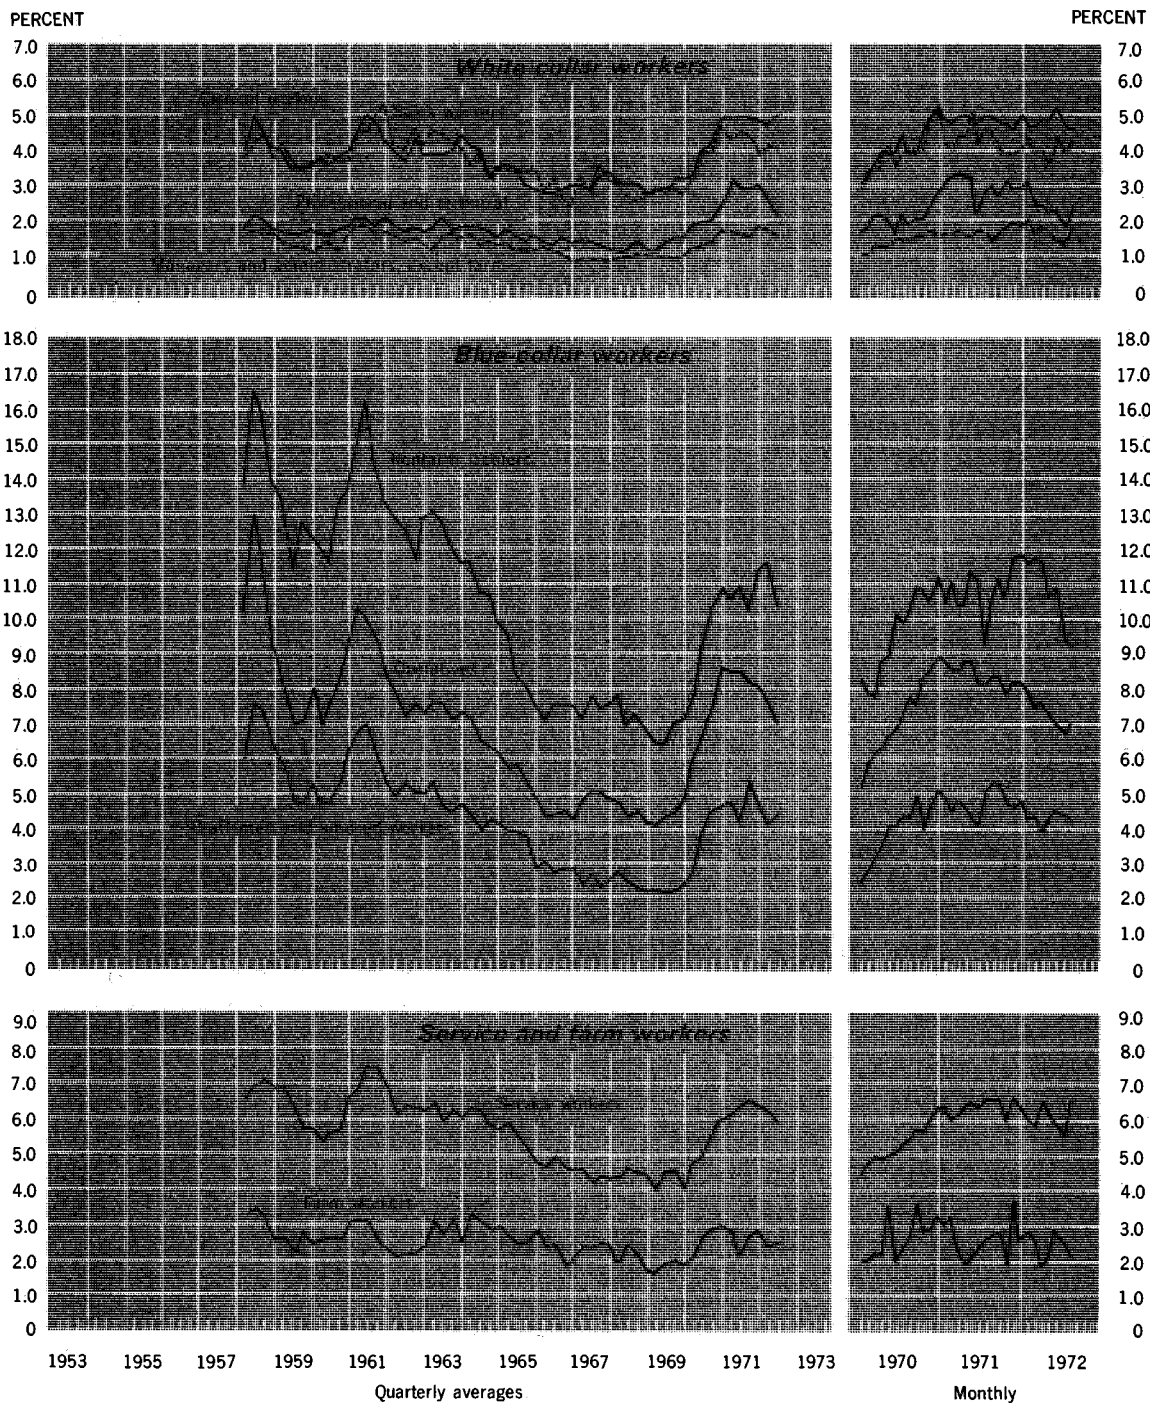 PERCENT PERCENT
White-collar workers
7.0 7.0
6.0 6.0
Clerical workers
Sales workers
5.0 5.0
4.0 4.0
3.0 3.0
Professional and technical
2.0 2.0
1.0 1.0
Managers and administrators, except farm
0 0
Blue-collar workers
18.0 18.0
17.0 17.0
16.0 16.0
15.0 15.0
Nonfarm laborers
14.0 14.0
13.0 13.0
12.0 12.0
11.0 11.0
10.0 10.0
9.0 9.0
Operatives
8.0 8.0
7.0 7.0
6.0 6.0
5.0 5.0
Craftsmen and kindred workers
4.0 4.0
3.0 3.0
2.0 2.0
1.0 1.0
0 0
Service and farm workers
9.0 9.0
8.0 8.0
7.0 7.0
Service workers
6.0 6.0
5.0 5.0
4.0 4.0
Farm workers
3.0 3.0
2.0 2.0
1.0 1.0
0 0
1953 1955 1957 1959 1961 1963 1965 1967 1969 1971 1973 1970 1971 1972
Quarterly averages Monthly